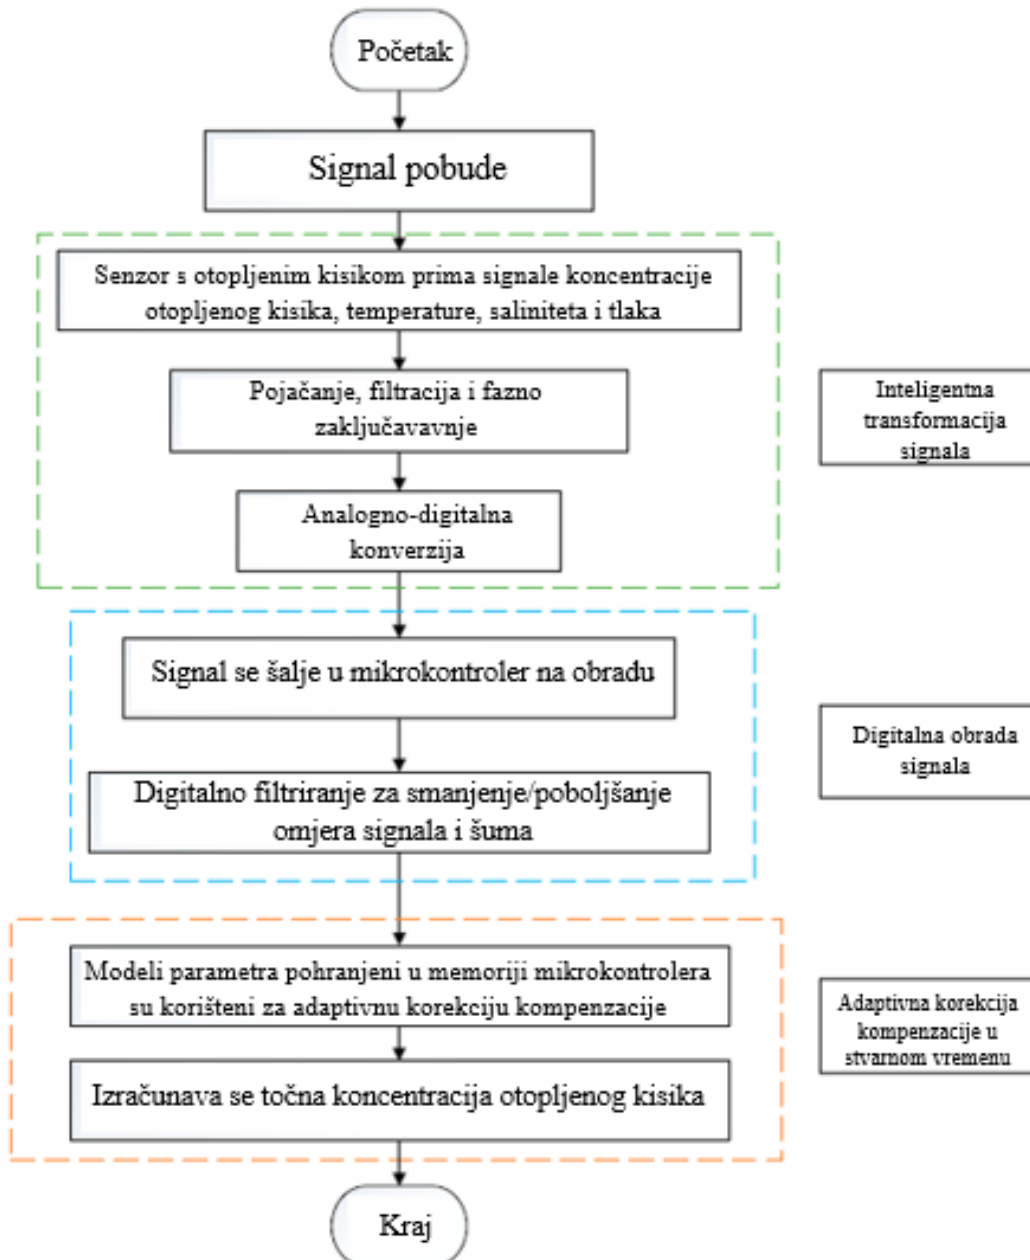 Početak
Signal pobude
Senzor s otopljenim kisikom prima signale koncentracije
otopljenog kisika, temperature, saliniteta i tlaka
Pojačanje, filtracija i fazno
zaključavavnje
Inteligentna
transformacija
signala
Analogno-digitalna
konverzija
Signal se šalje u mikrokontroler na obradu
Digitalna obrada
signala
Digitalno filtriranje za smanjenje/poboljšanje
omjera signala i šuma
Modeli parametra pohranjeni u memoriji mikrokontrolera
su korišteni za adaptivnu korekciju kompenzacije
Adaptivna korekcija
kompenzacije u
stvarnom vremenu
Izračunava se točna koncentracija otopljenog kisika
Kraj